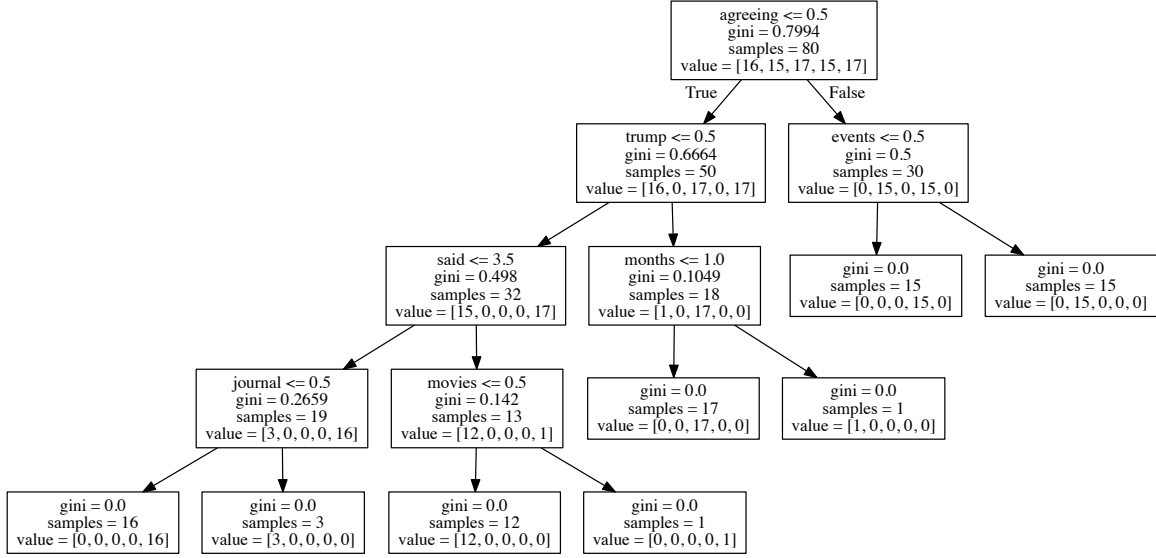 agreeing <= 0.5
gini = 0.7994
samples = 80
value = [16, 15, 17, 15, 17]
True
False
trump <= 0.5
gini = 0.6664
samples = 50
value = [16, 0, 17, 0, 17]
events <= 0.5
gini = 0.5
samples = 30
value = [0, 15, 0, 15, 0]
said <= 3.5
gini = 0.498
samples = 32
value = [15, 0, 0, 0, 17]
months <= 1.0
gini = 0.1049
samples = 18
value = [1, 0, 17, 0, 0]
gini = 0.0
samples = 15
value = [0, 0, 0, 15, 0]
gini = 0.0
samples = 15
value = [0, 15, 0, 0, 0]
journal <= 0.5
gini = 0.2659
samples = 19
value = [3, 0, 0, 0, 16]
movies <= 0.5
gini = 0.142
samples = 13
value = [12, 0, 0, 0, 1]
gini = 0.0
samples = 17
value = [0, 0, 17, 0, 0]
gini = 0.0
samples = 1
value = [1, 0, 0, 0, 0]
gini = 0.0
samples = 16
value = [0, 0, 0, 0, 16]
gini = 0.0
samples = 3
value = [3, 0, 0, 0, 0]
gini = 0.0
samples = 12
value = [12, 0, 0, 0, 0]
gini = 0.0
samples = 1
value = [0, 0, 0, 0, 1]